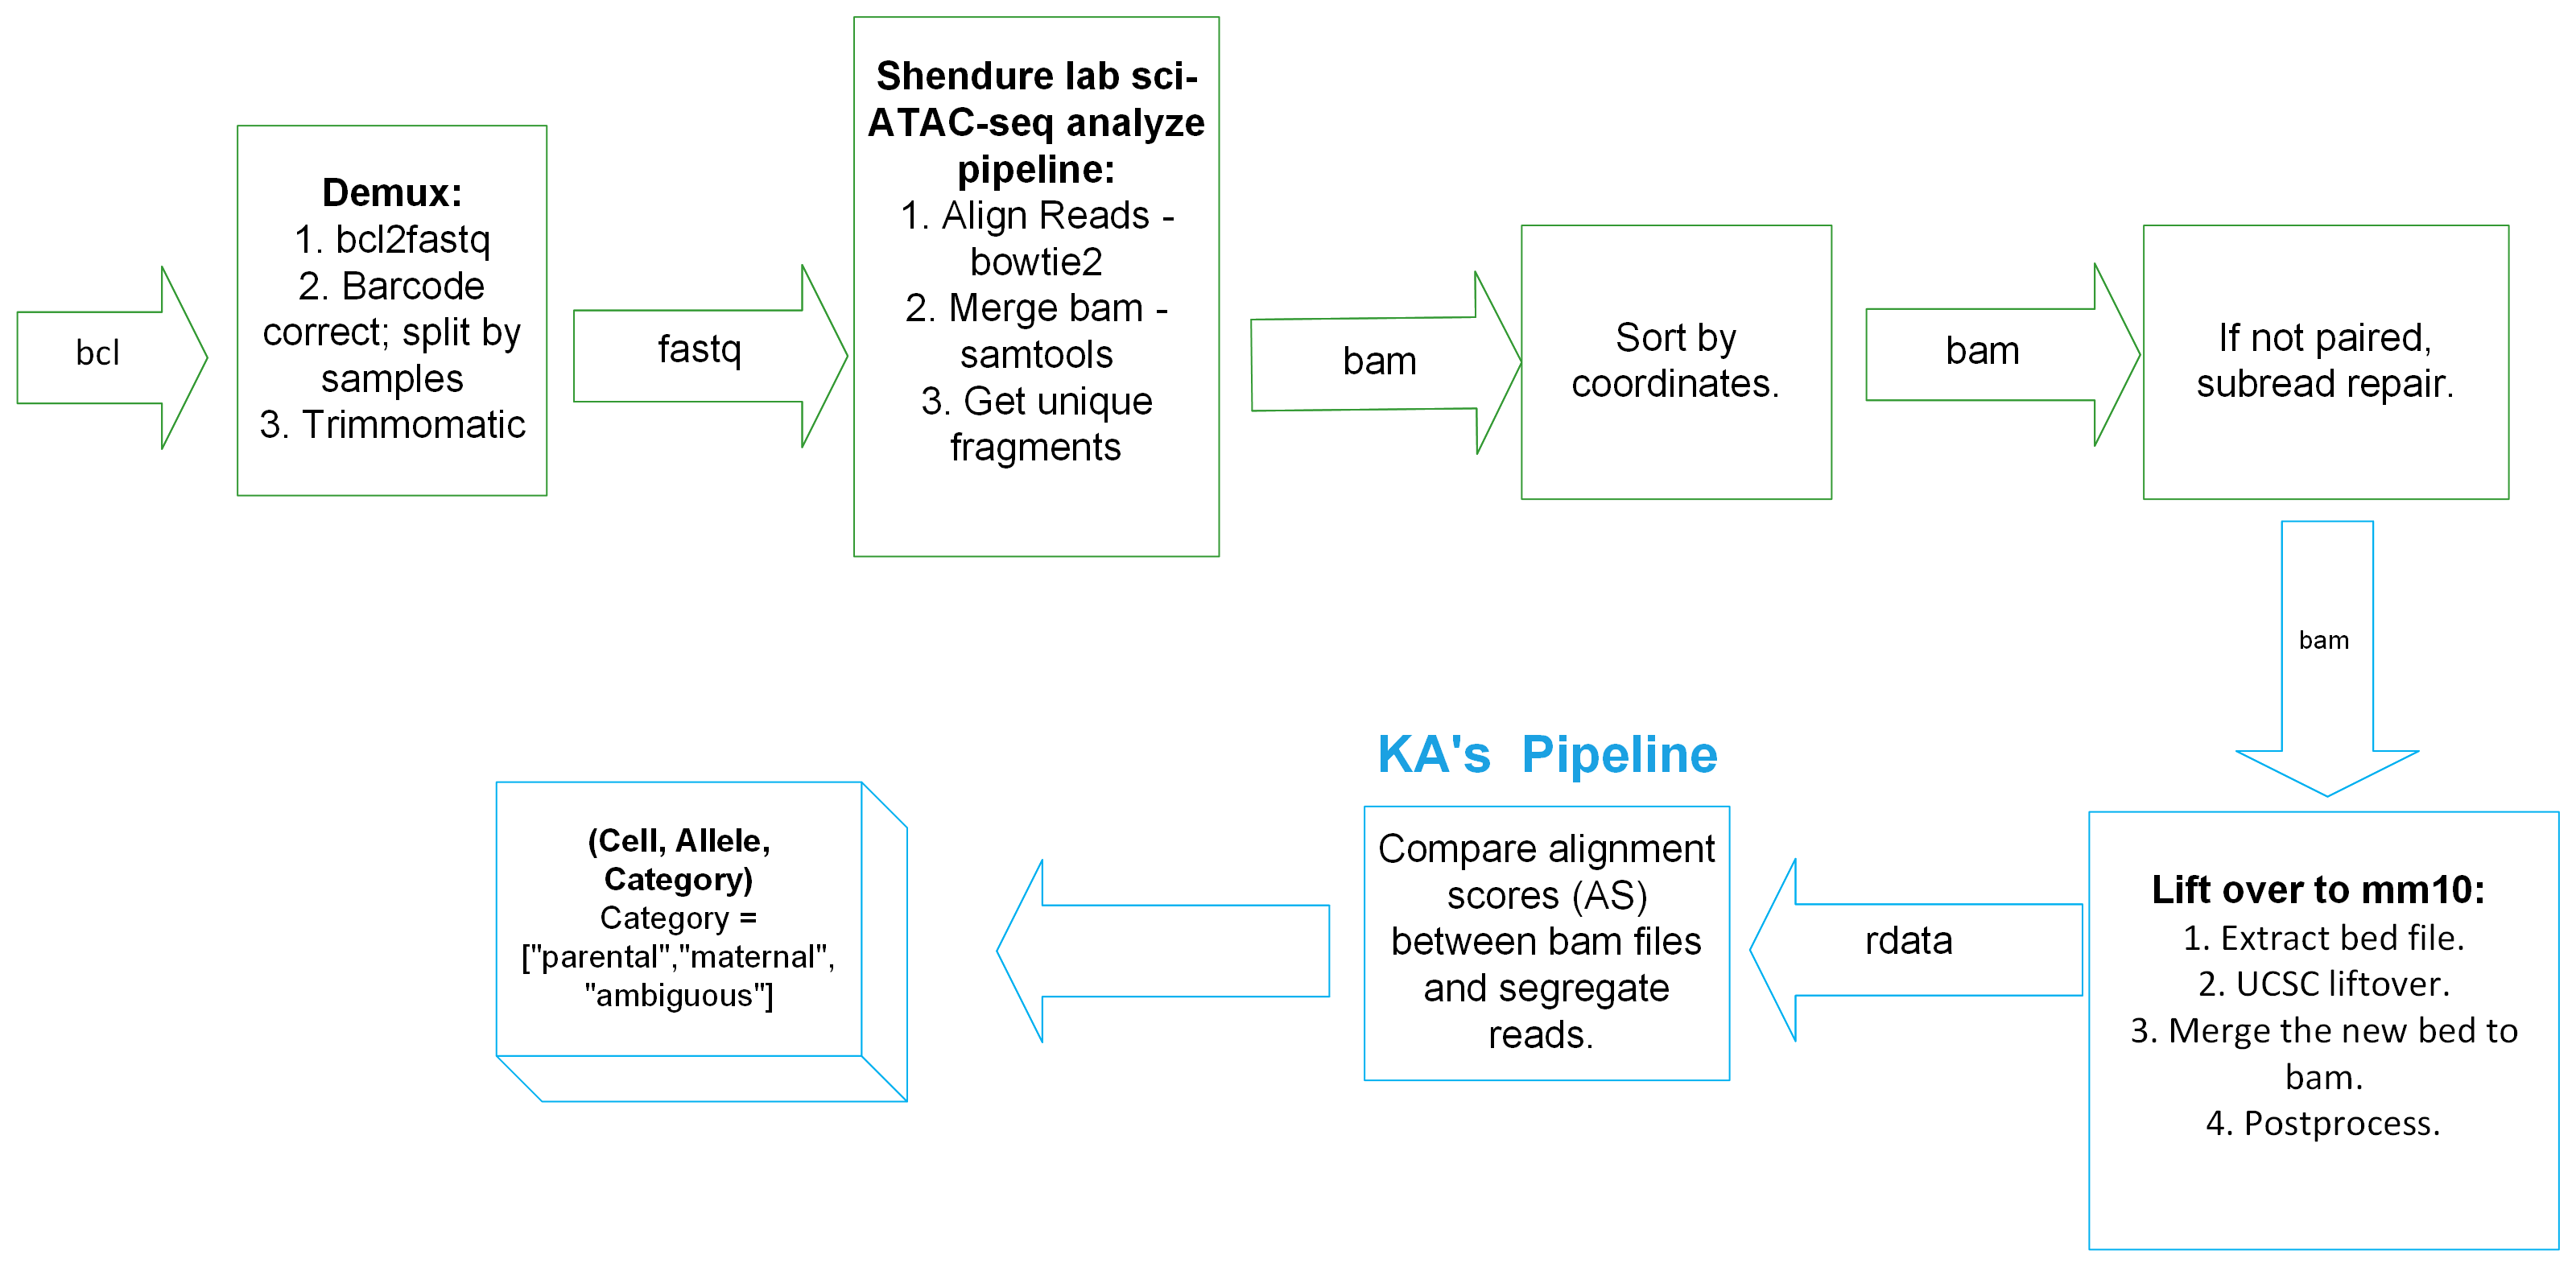 bcl
Demux:
1. bcl2fastq
2. Barcode
correct; split by
samples
3. Trimmomatic
fastq
Shendure lab sci-
ATAC-seq analyze
pipeline:
1. Align Reads -
bowtie2
2. Merge bam -
samtools
3. Get unique
fragments
bam
Sort by
coordinates.
bam
If not paired,
subread repair.
bam
Lift over to mm10:
1. Extract bed file.
2. UCSC liftover.
3. Merge the new bed to
bam.
4. Postprocess.
rdata
KA's Pipeline
Compare alignment
scores (AS)
between bam files
and segregate
reads.
(Cell, Allele,
Category)
Category =
["parental","maternal",
"ambiguous"]